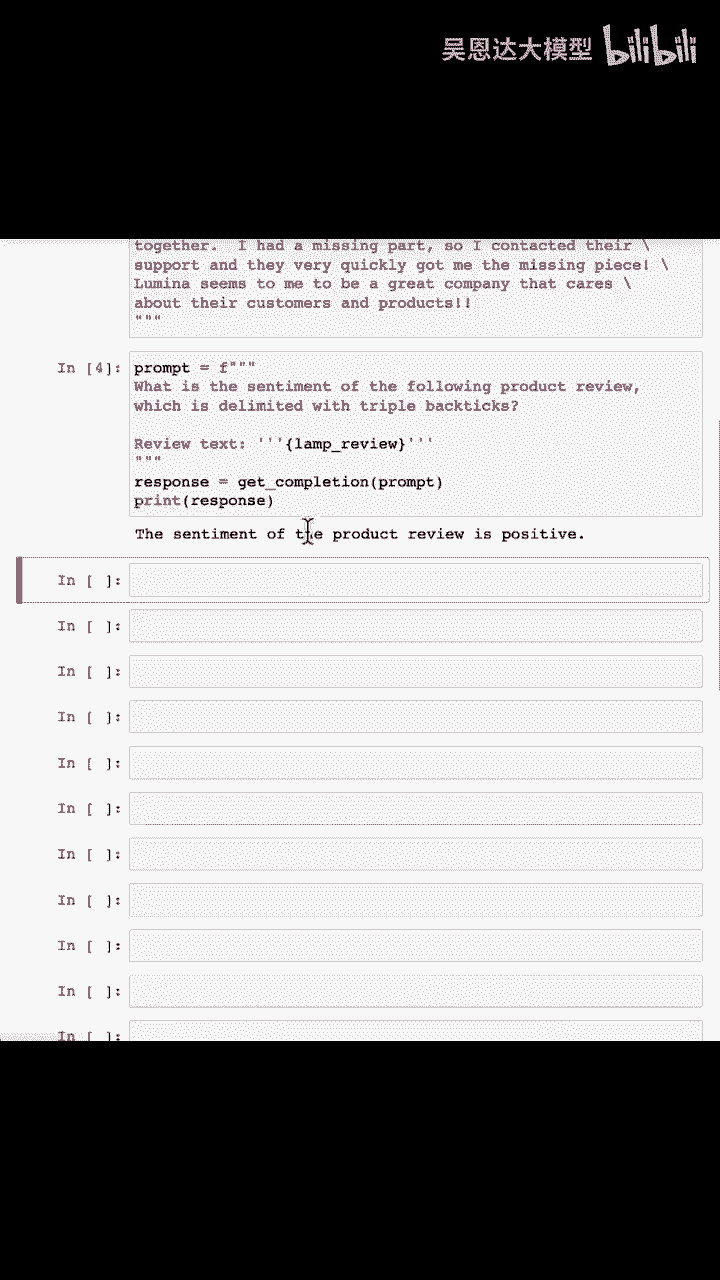 吴恩达大模型 bilibili
together.  I had a missing part, so I contacted their \
support and they very quickly got me the missing piece! \
Lumina seems to me to be a great company that cares \
about their customers and products!!
"""
In [4]: prompt = f"""
What is the sentiment of the following product review,
which is delimited with triple backticks?
Review text: '''{lamp_review}'''
"""
response = get_completion(prompt)
print(response)
The sentiment of the product review is positive.
In [ ]:
In [ ]:
In [ ]:
In [ ]:
In [ ]:
In [ ]:
In [ ]:
In [ ]:
In [ ]:
In [ ]:
In [ ]: